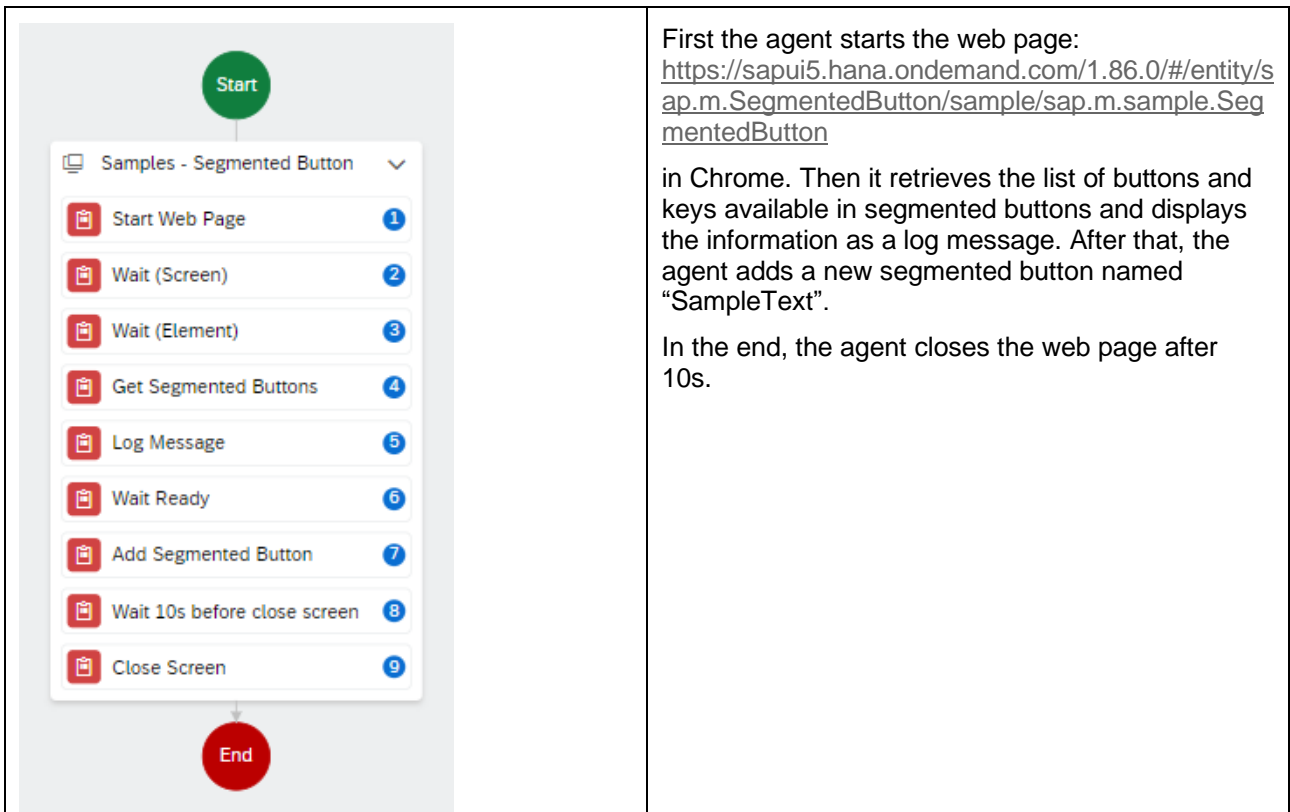 Start
Samples - Segmented Button
Start Web Page 1
Wait (Screen) 2
Wait (Element) 3
Get Segmented Buttons 4
Log Message 5
Wait Ready 6
Add Segmented Button 7
Wait 10s before close screen 8
Close Screen 9
End
First the agent starts the web page:
https://sapui5.hana.ondemand.com/1.86.0/#/entity/s
ap.m.SegmentedButton/sample/sap.m.sample.Seg
mentedButton
in Chrome. Then it retrieves the list of buttons and
keys available in segmented buttons and displays
the information as a log message. After that, the
agent adds a new segmented button named
“SampleText”.
In the end, the agent closes the web page after
10s.